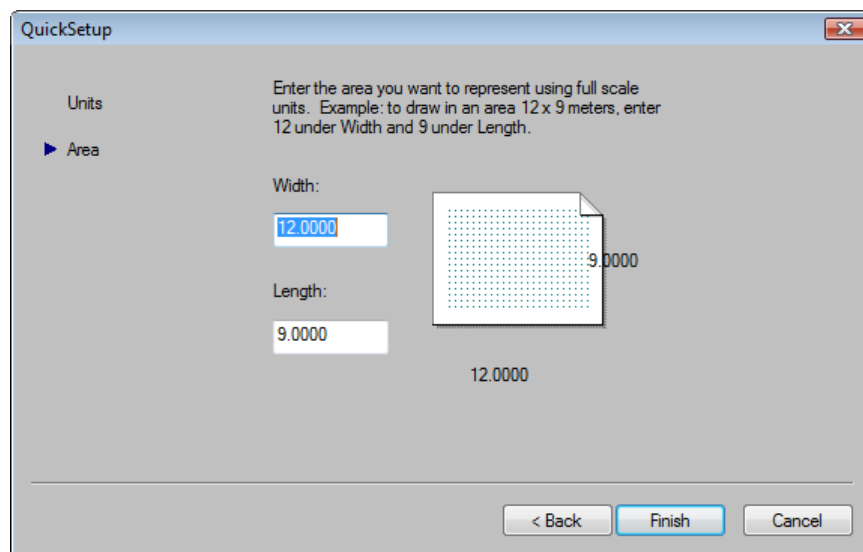 QuickSetup
Units
Area
Enter the area you want to represent using full scale
units. Example: to draw in an area 12 x 9 meters, enter
12 under Width and 9 under Length.
Width:
12.0000
9.0000
Length:
9.0000
12.0000
< Back
Finish
Cancel